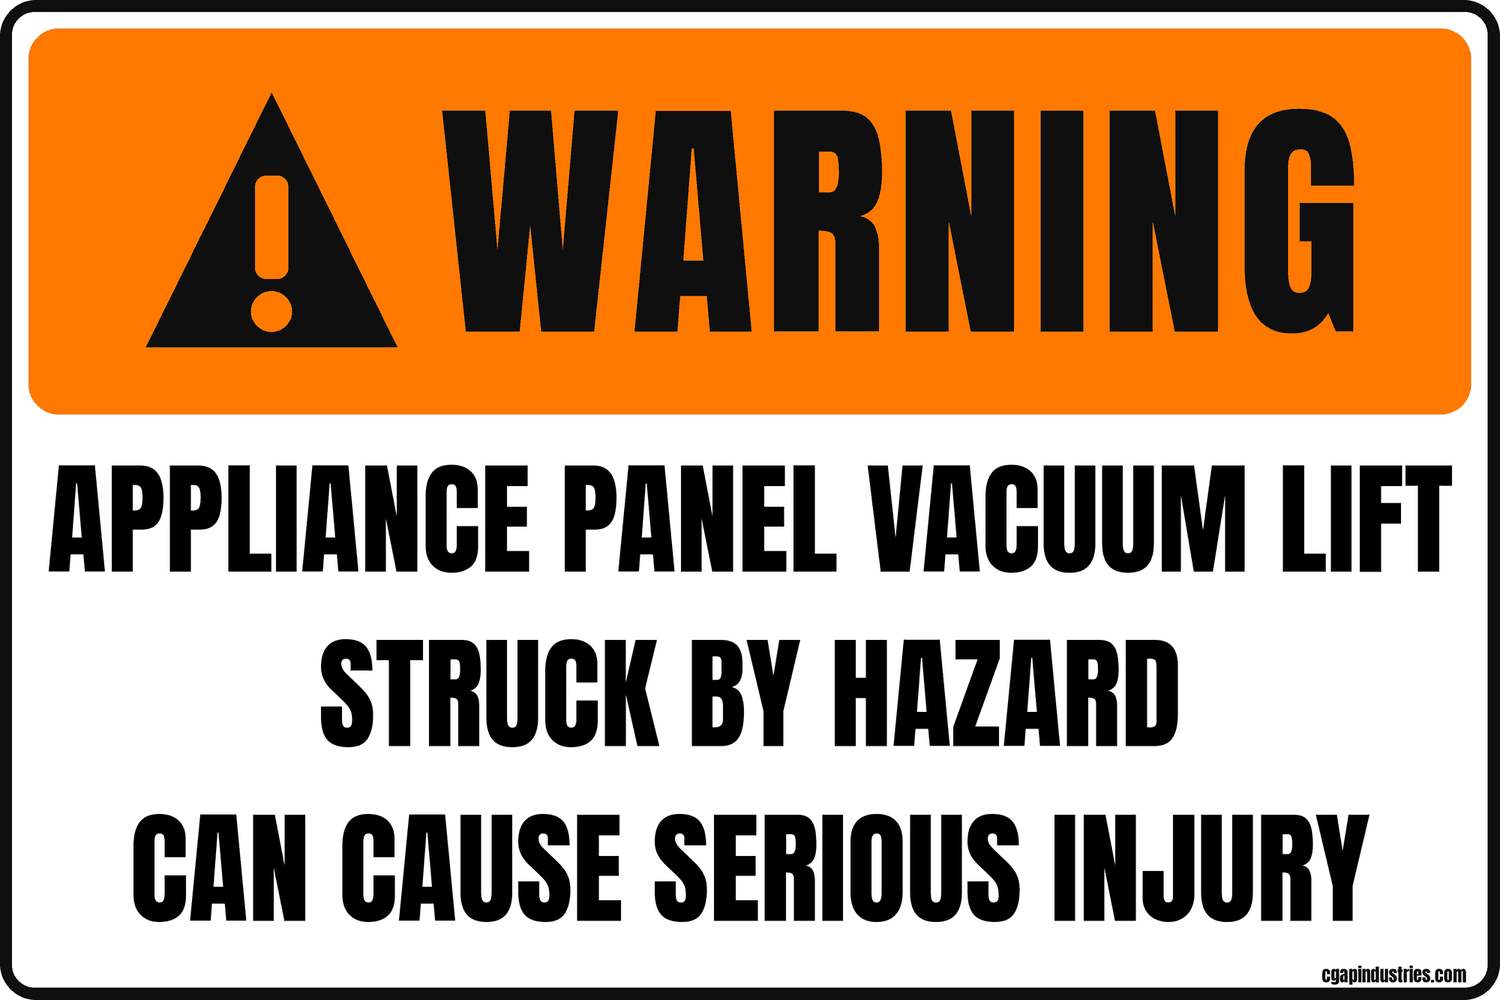 WARNING
APPLIANCE PANEL VACUUM LIFT
STRUCK BY HAZARD
CAN CAUSE SERIOUS INJURY
cgapindustries.com